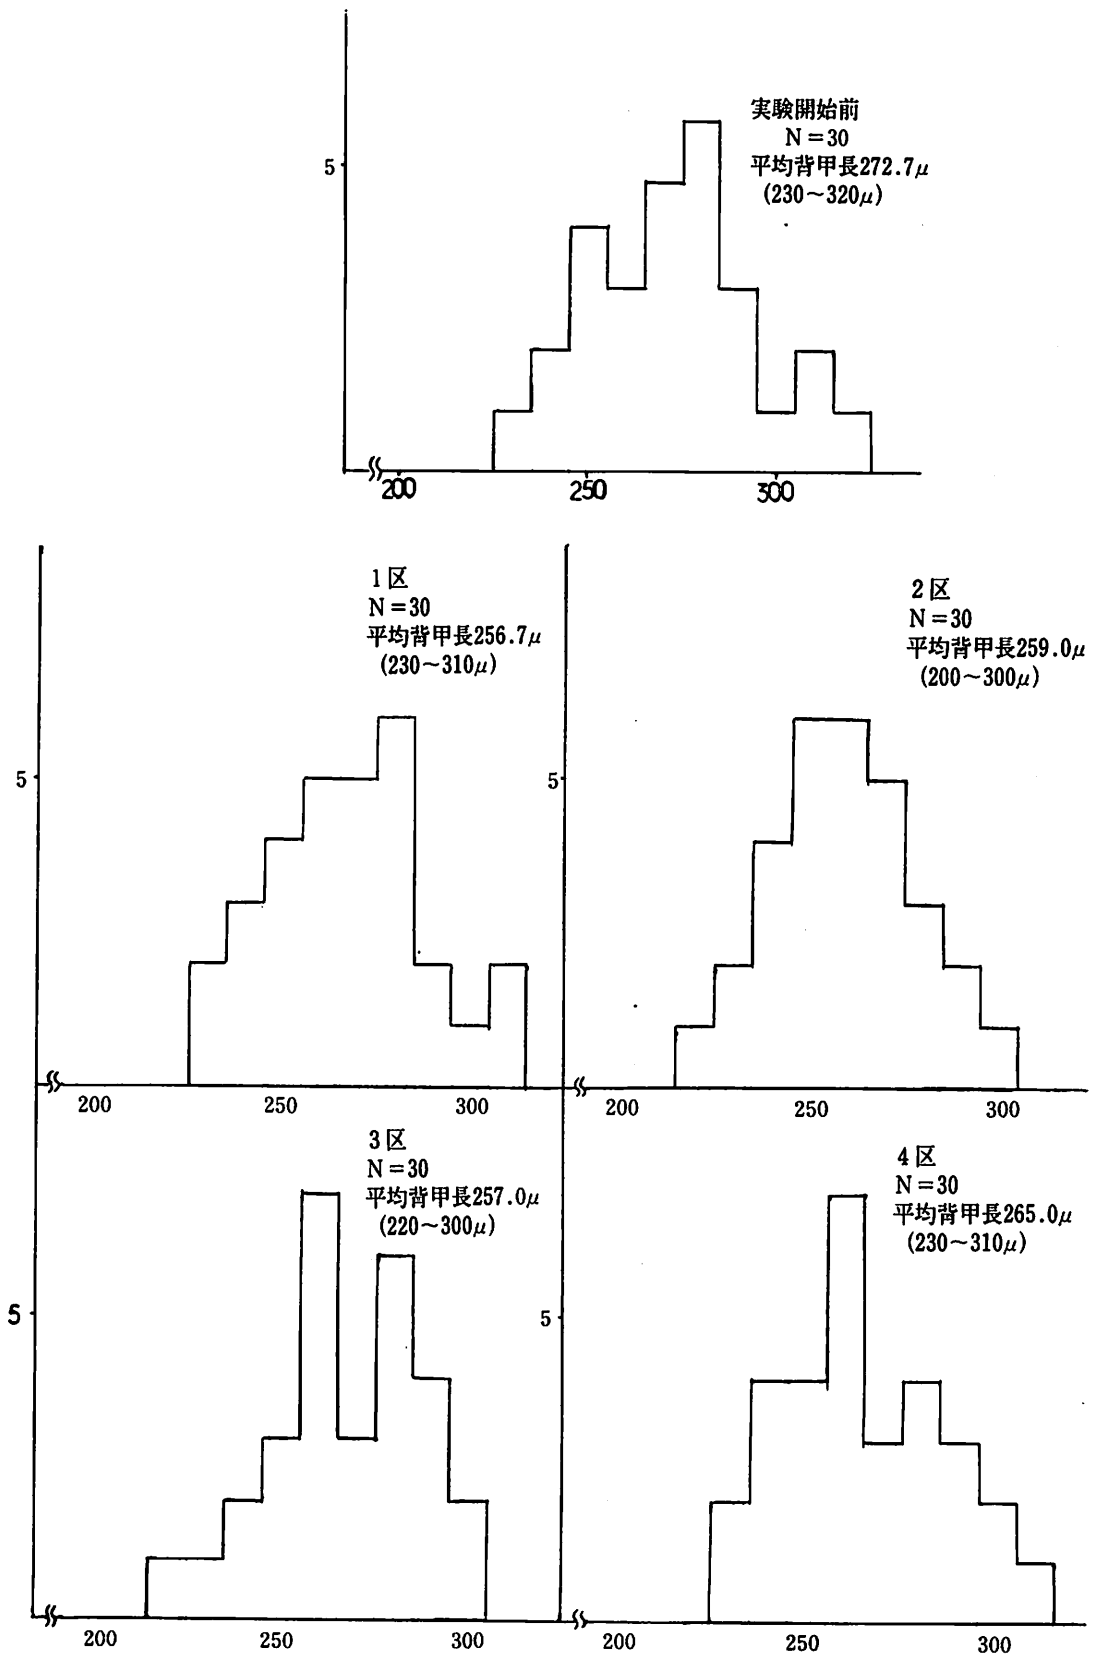 実験開始前
N=30
平均背甲長272.7μ
(230～320μ)
5
200 250 300
1区
N=30
平均背甲長256.7μ
(230～310μ)
5
200 250 300
2区
N=30
平均背甲長259.0μ
(200～300μ)
5
200 250 300
3区
N=30
平均背甲長257.0μ
(220～300μ)
5
200 250 300
4区
N=30
平均背甲長265.0μ
(230～310μ)
5
200 250 300